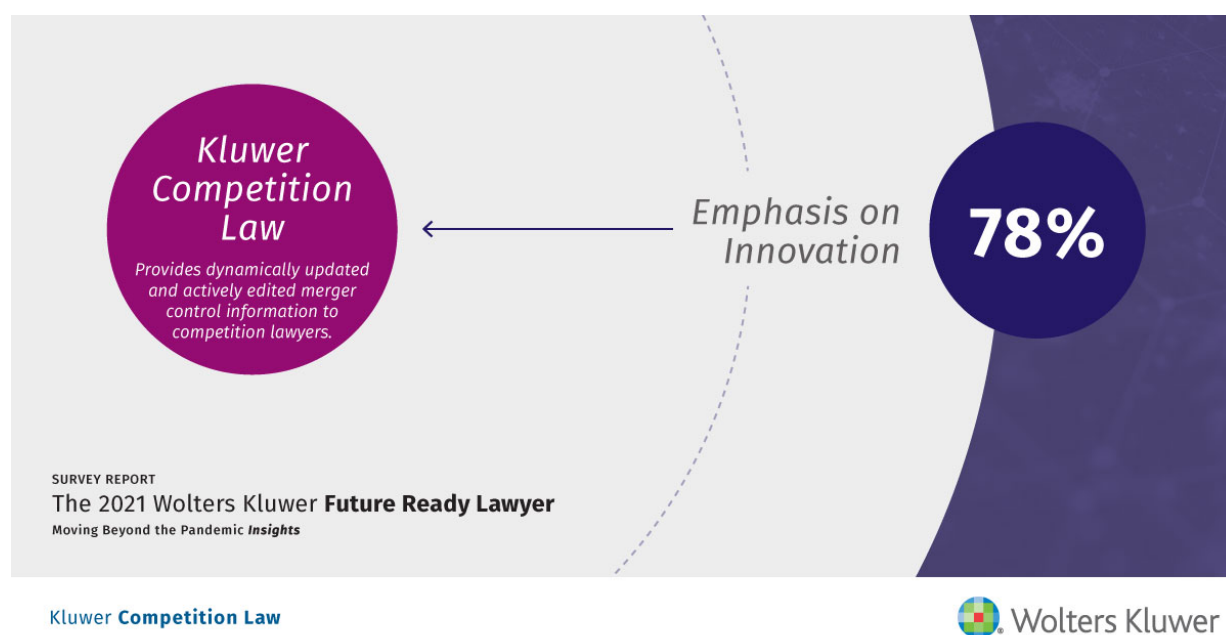 Kluwer
Competition
Law
Provides dynamically updated
and actively edited merger
control information to
competition lawyers.
Emphasis on
Innovation
78%
SURVEY REPORT
The 2021 Wolters Kluwer Future Ready Lawyer
Moving Beyond the Pandemic Insights
Kluwer Competition Law
Wolters Kluwer